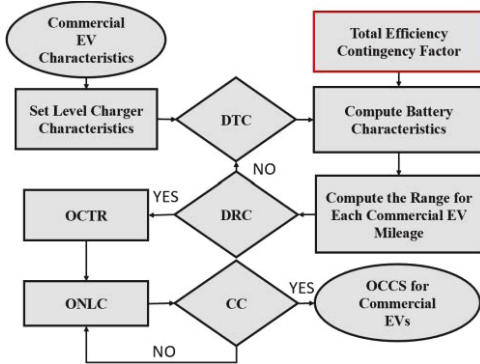 Commercial
EV
Characteristics
Total Efficiency
Contingency Factor
Set Level Charger
Characteristics
DTC
Compute Battery
Characteristics
NO
YES
OCTR
DRC
Compute the Range for
Each Commercial EV
Mileage
ONLC
CC
YES
OCCS for
Commercial
EVs
NO